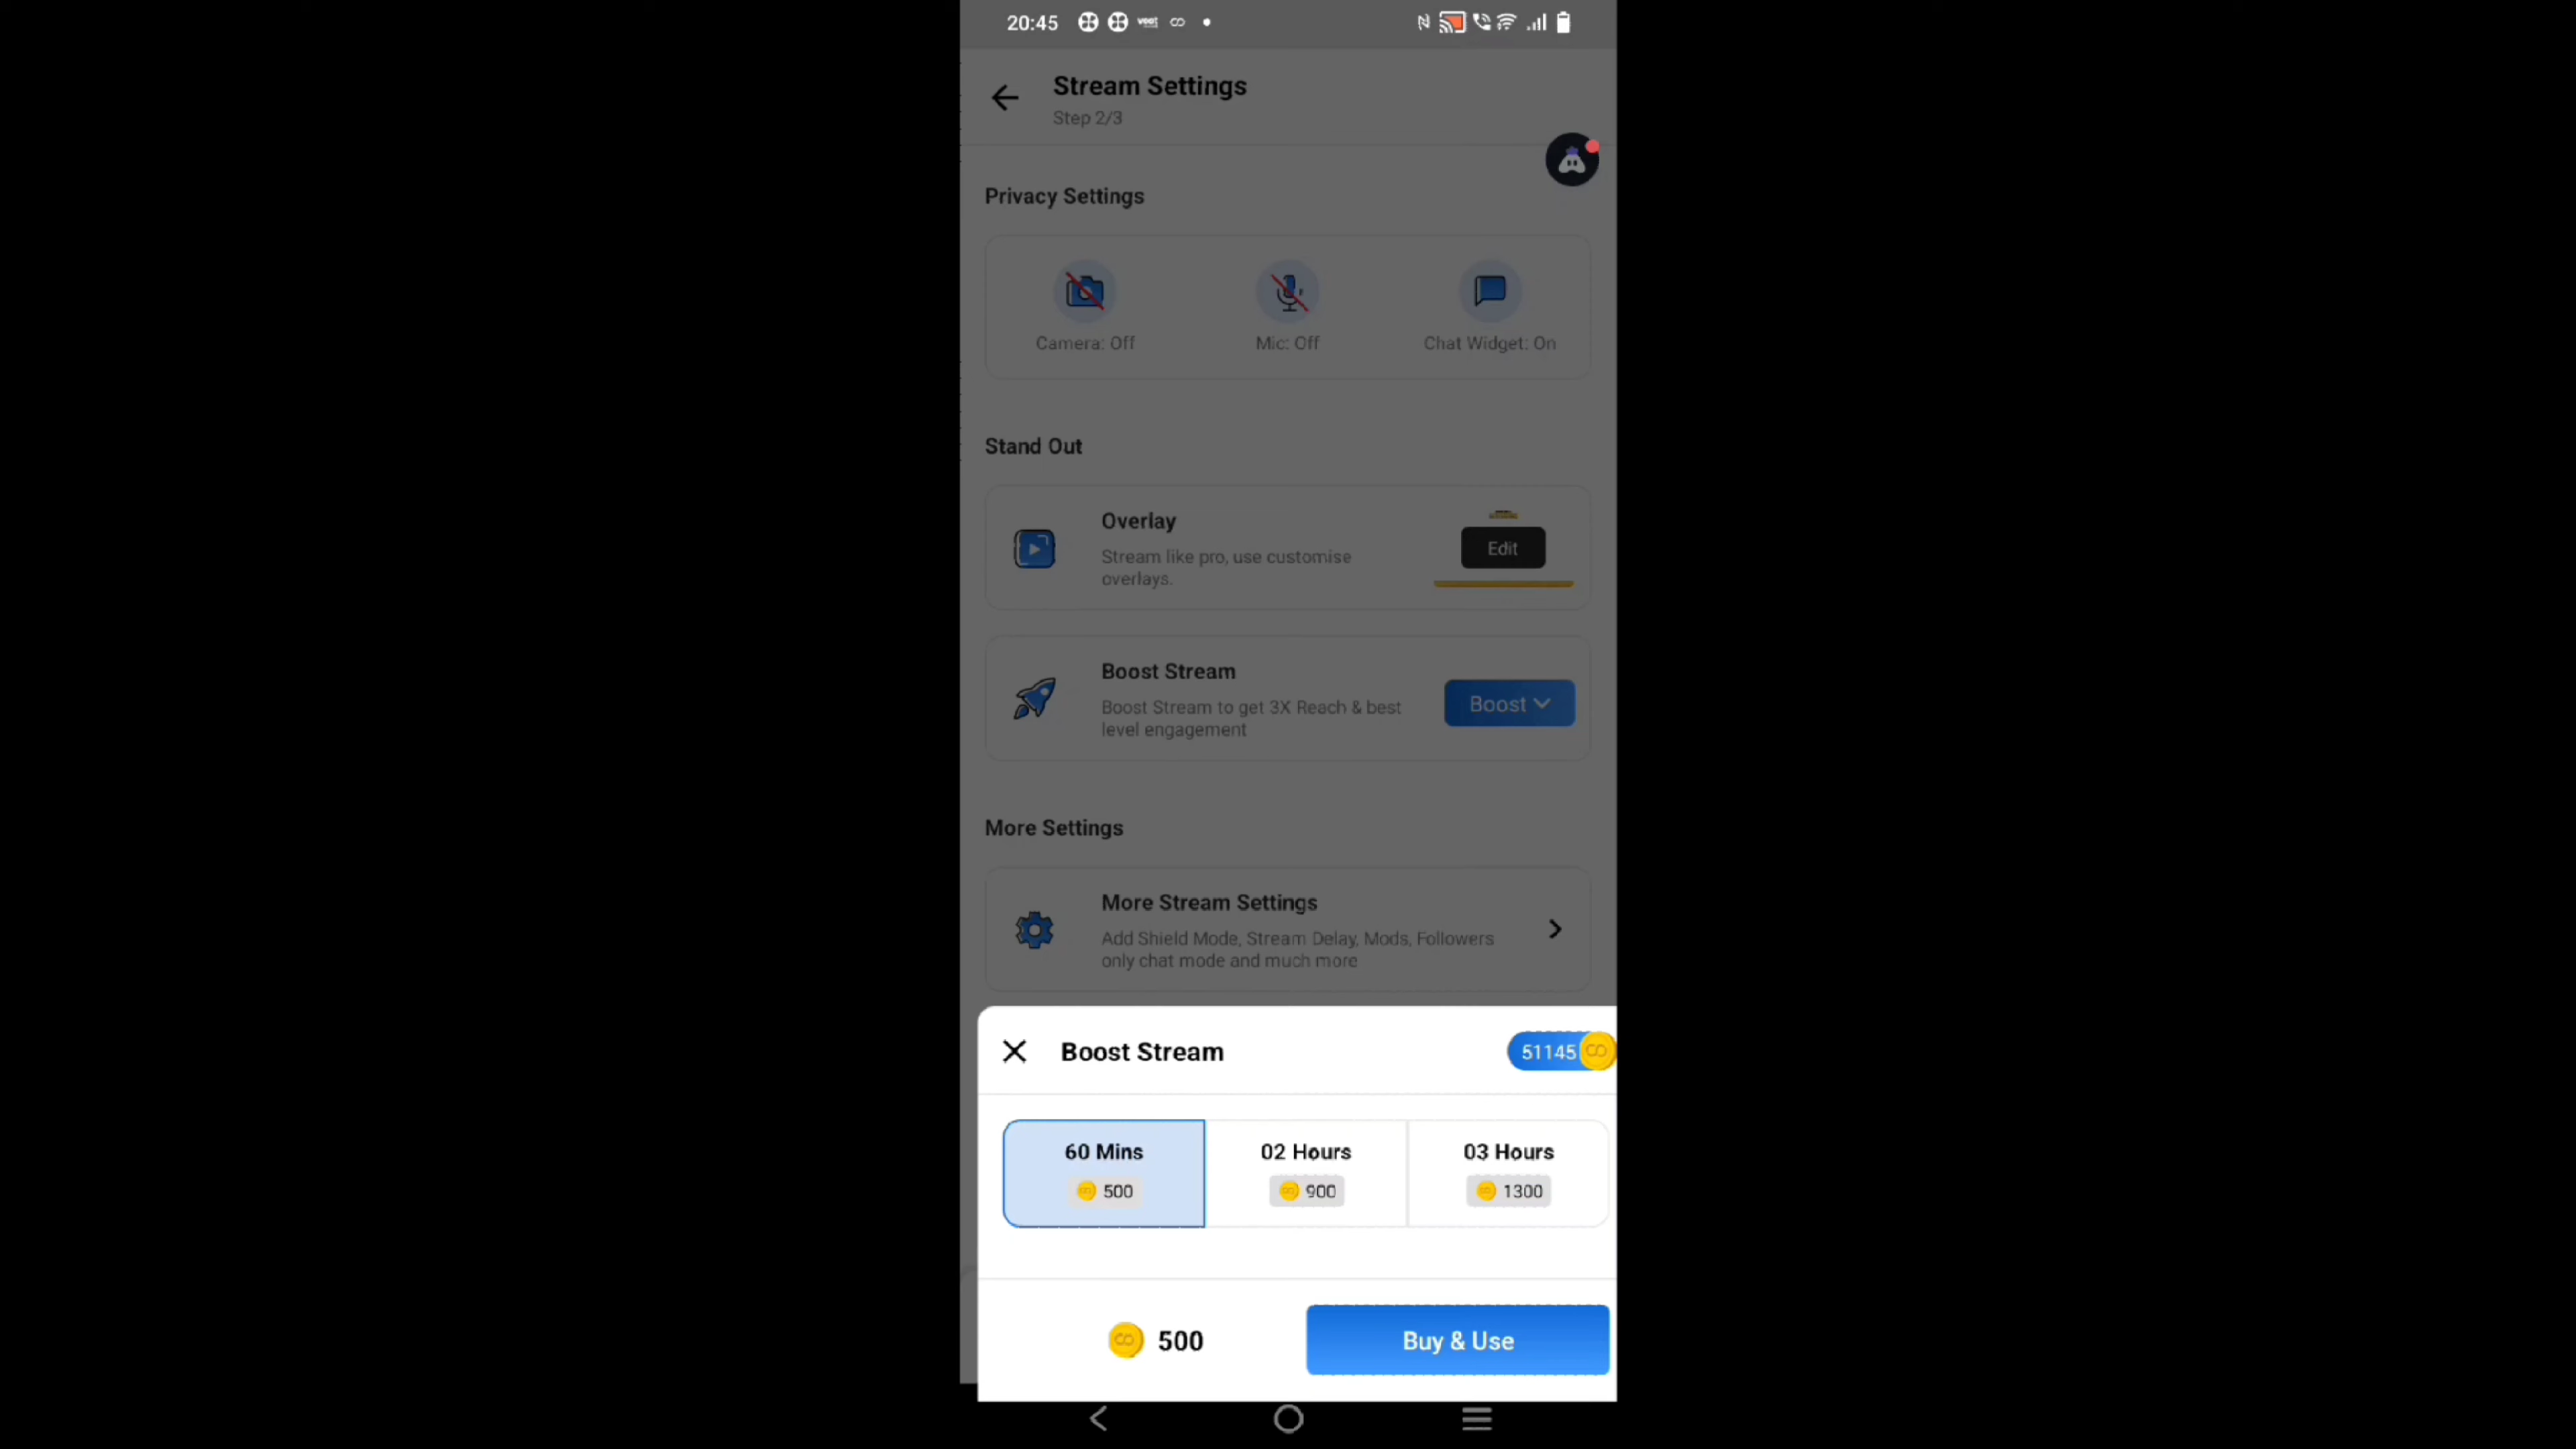 20:45
Stream Settings
Step 2/3
Privacy Settings
Camera: Off
Mic: Off
Chat Widget: On
Stand Out
Overlay
Stream like pro, use customise
overlays.
Edit
Boost Stream
Boost Stream to get 3X Reach & best
level engagement
Boost
More Settings
More Stream Settings
Add Shield Mode, Stream Delay, Mods, Followers
only chat mode and much more
Boost Stream
51145
60 Mins
500
02 Hours
900
03 Hours
1300
500
Buy & Use